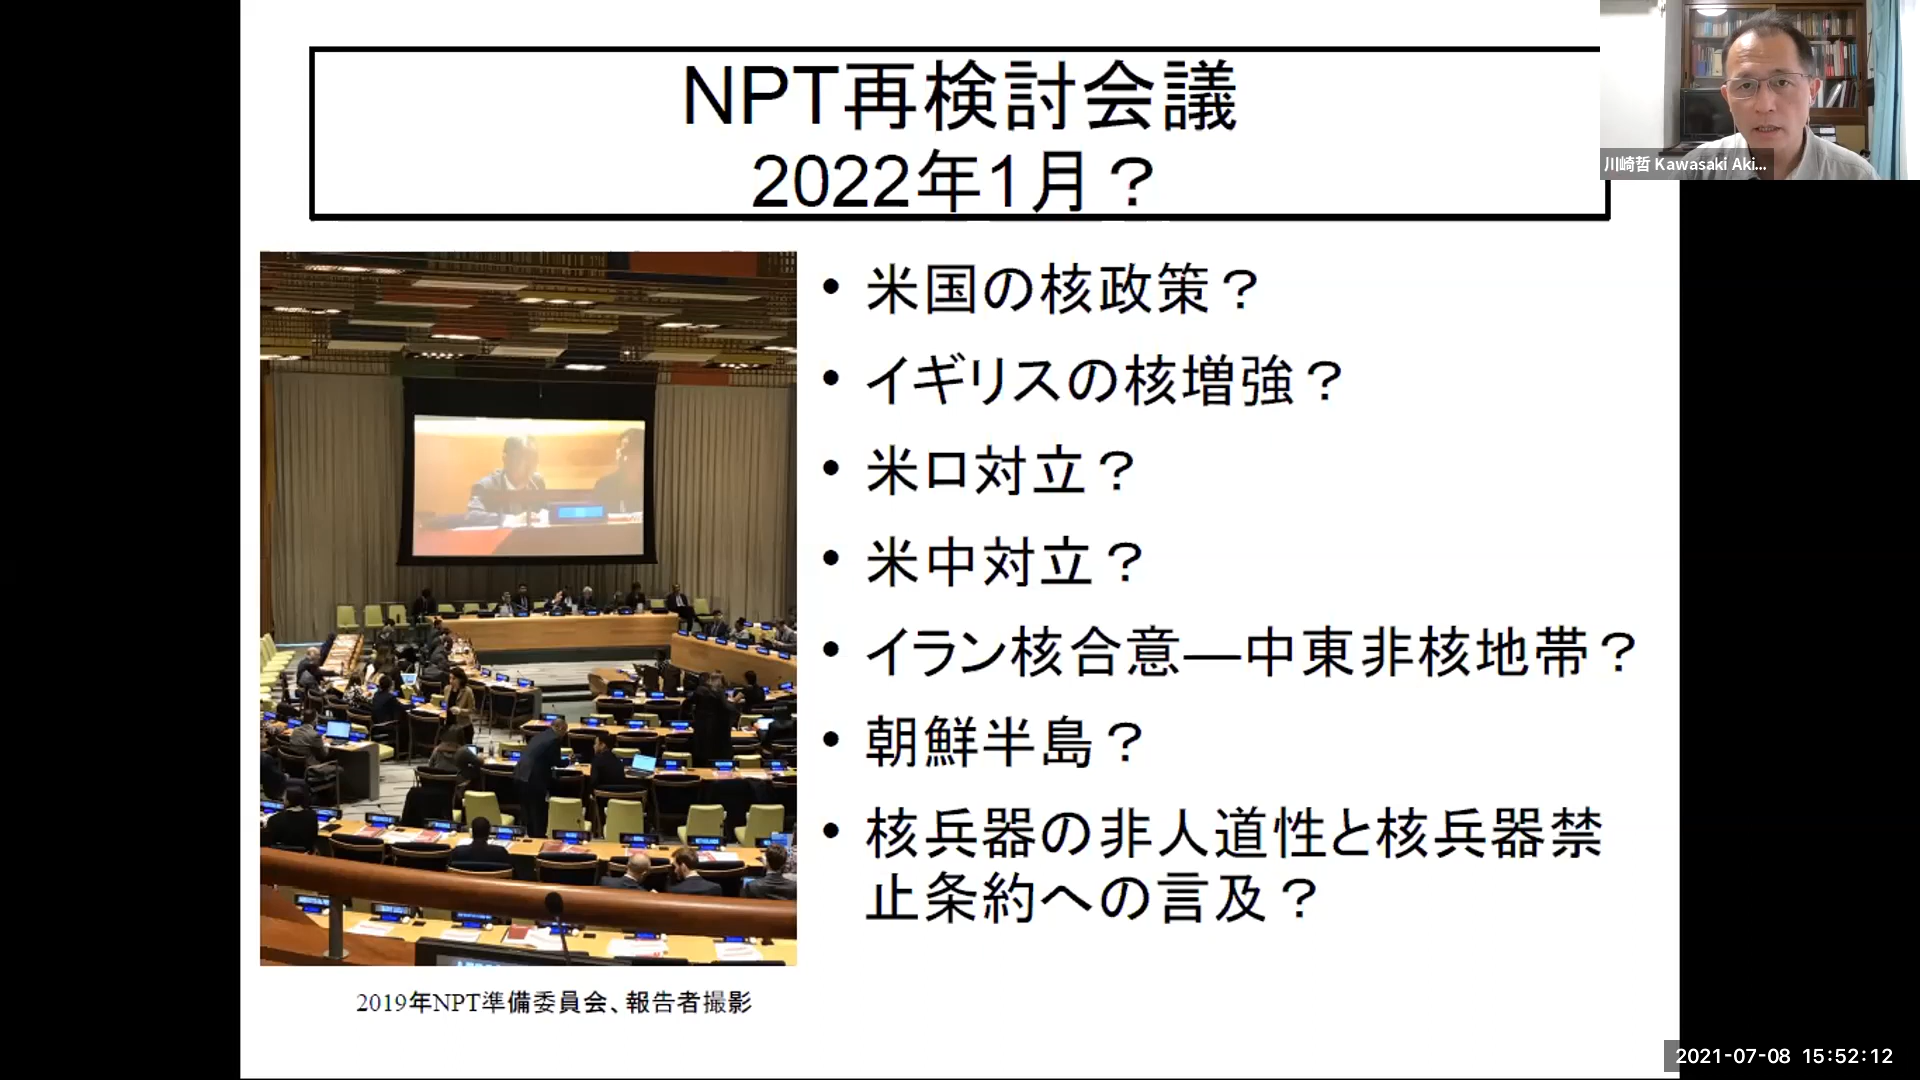 NPT再検討会議
2022年1月？
川崎哲 Kawasaki Aki...
• 米国の核政策？
• イギリスの核増強？
• 米ロ対立？
• 米中対立？
• イラン核合意―中東非核地帯？
• 朝鮮半島？
• 核兵器の非人道性と核兵器禁
止条約への言及？
2019年NPT準備委員会、報告者撮影
2021-07-08 15:52:12